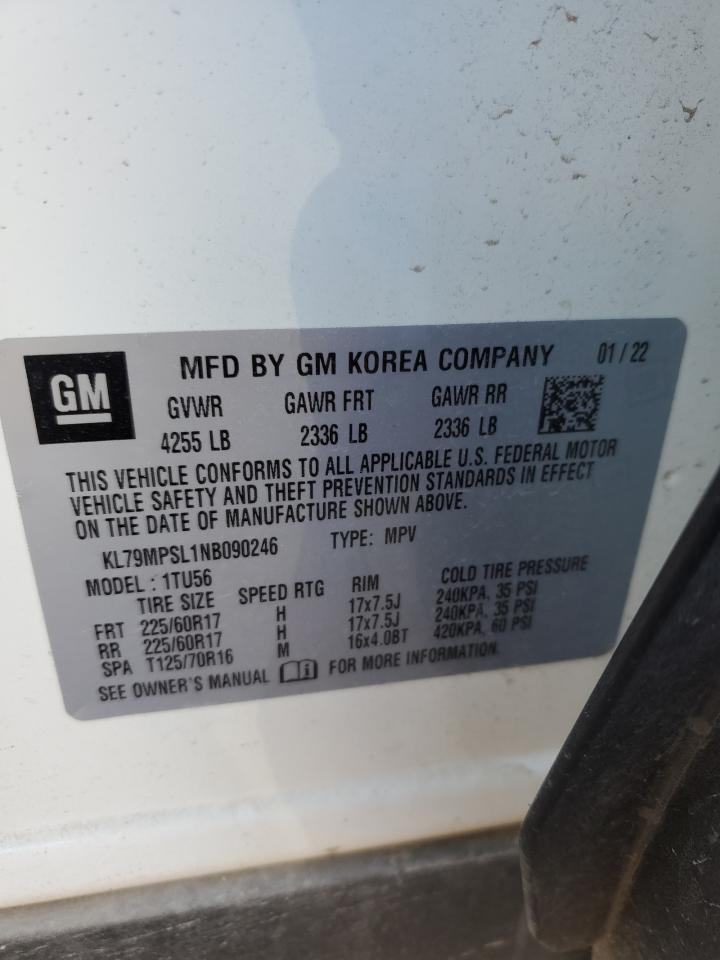 GM
MFD BY GM KOREA COMPANY 01 / 22
GVWR GAWR FRT GAWR RR
4255 LB 2336 LB 2336 LB
THIS VEHICLE CONFORMS TO ALL APPLICABLE U.S. FEDERAL MOTOR
VEHICLE SAFETY AND THEFT PREVENTION STANDARDS IN EFFECT
ON THE DATE OF MANUFACTURE SHOWN ABOVE.
KL79MPSL1NB090246 TYPE: MPV
MODEL : 1TU56
TIRE SIZE SPEED RTG RIM COLD TIRE PRESSURE
FRT 225/60R17 H 17x7.5J 240KPA, 35 PSI
RR 225/60R17 H 17x7.5J 240KPA, 35 PSI
SPA T125/70R16 M 16x4.0BT 420KPA, 60 PSI
SEE OWNER'S MANUAL i FOR MORE INFORMATION.